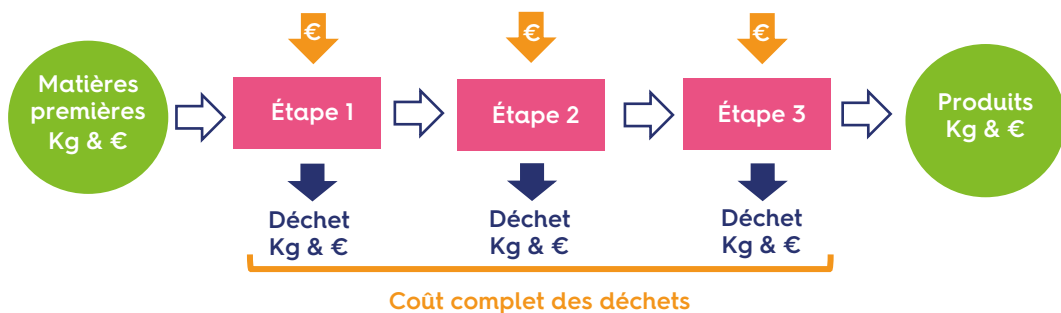 €
€
€
Matières
premières
Kg & €
Étape 1
Étape 2
Étape 3
Produits
Kg & €
Déchet
Kg & €
Déchet
Kg & €
Déchet
Kg & €
Coût complet des déchets